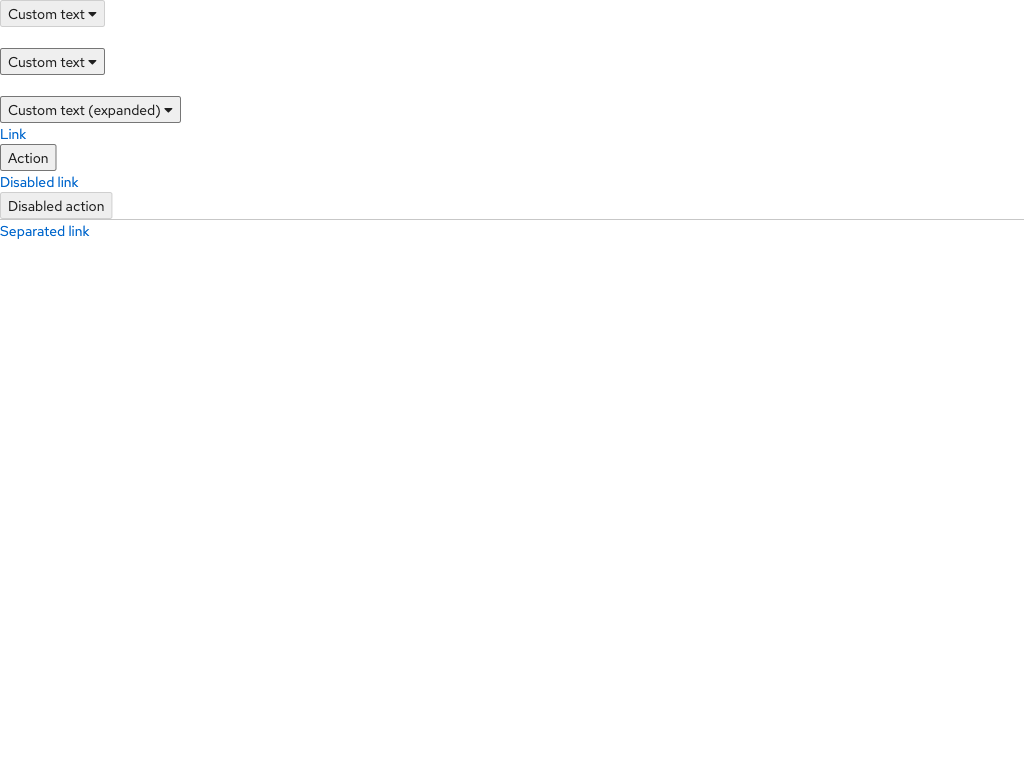 Custom text
Custom text
Custom text (expanded)
Link
Action
Disabled link
Disabled action
Separated link